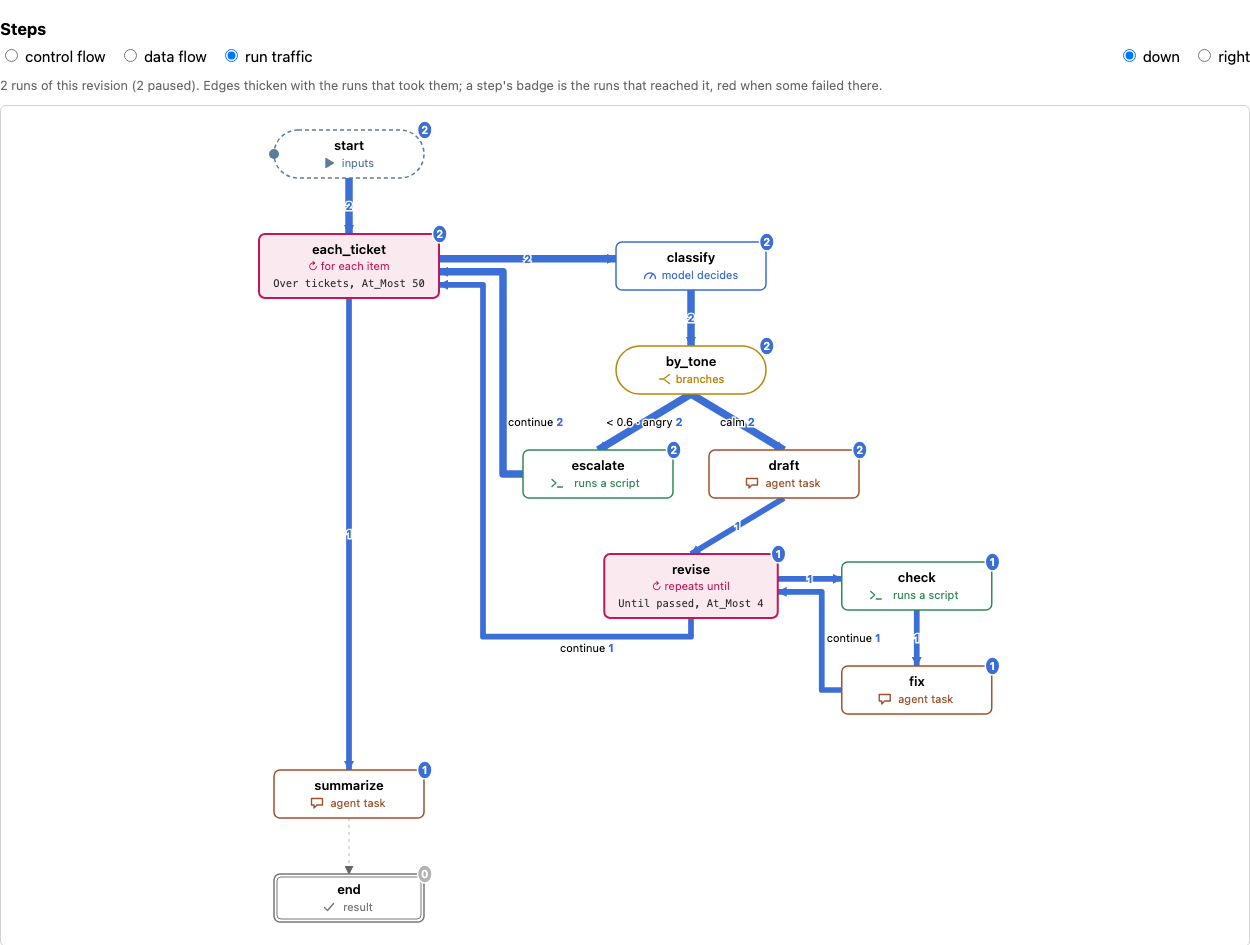 Steps
control flow data flow run traffic down right
2 runs of this revision (2 paused). Edges thicken with the runs that took them; a step's badge is the runs that reached it, red when some failed there.
2
start
inputs
2
2
each_ticket
for each item
Over tickets, At_Most 50
2
2
classify
model decides
2
2
by_tone
branches
continue 2
< 0.6 angry 2
calm 2
2
escalate
runs a script
2
draft
agent task
1
1
revise
repeats until
Until passed, At_Most 4
1
1
check
runs a script
continue 1
1
continue 1
1
fix
agent task
1
1
summarize
agent task
0
end
result